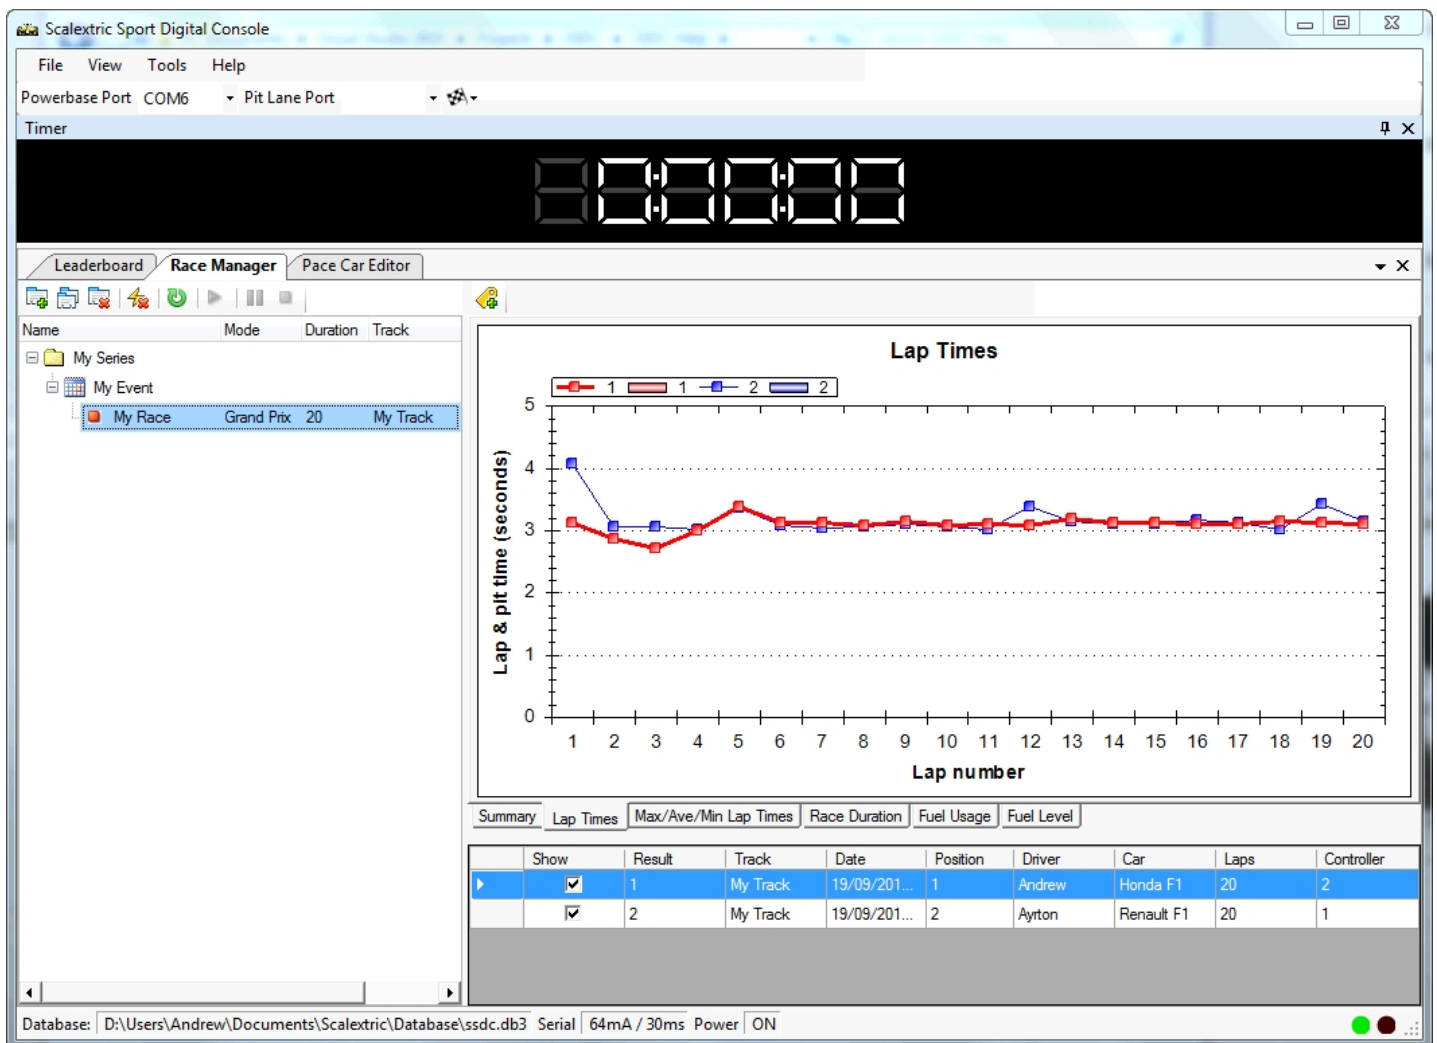 Scalextric Sport Digital Console
File View Tools Help
Powerbase Port COM6 Pit Lane Port
Timer
0:00:00
Leaderboard Race Manager Pace Car Editor
Name Mode Duration Track
My Series
My Event
My Race Grand Prix 20 My Track
Lap Times
1 1 2 2
Lap & pit time (seconds)
5
4
3
2
1
0
1 2 3 4 5 6 7 8 9 10 11 12 13 14 15 16 17 18 19 20
Lap number
Summary Lap Times Max/Ave/Min Lap Times Race Duration Fuel Usage Fuel Level
Show Result Track Date Position Driver Car Laps Controller
1 My Track 19/09/201... 1 Andrew Honda F1 20 2
2 My Track 19/09/201... 2 Ayrton Renault F1 20 1
Database: D:\Users\Andrew\Documents\Scalextric\Database\ssdc.db3 Serial 64mA / 30ms Power ON